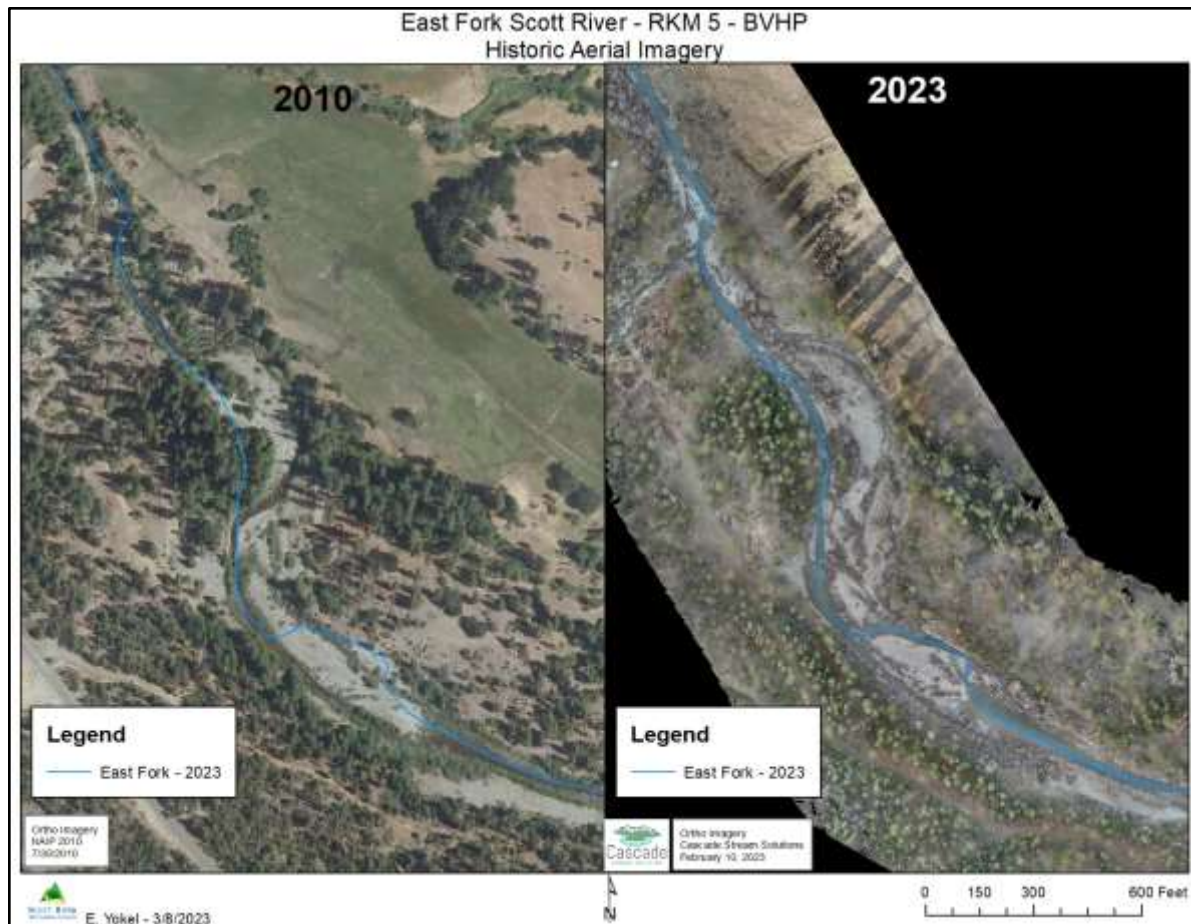 East Fork Scott River - RKM 5 - BVHP
Historic Aerial Imagery
2010
2023
Legend
East Fork - 2023
Legend
East Fork - 2023
Ortho Imagery
NAIP 2010
Ortho Imagery
Cascade Stream Solutions
February 10, 2023
Cascade
N
0 150 300 600 Feet
E. Yokel - 3/8/2023